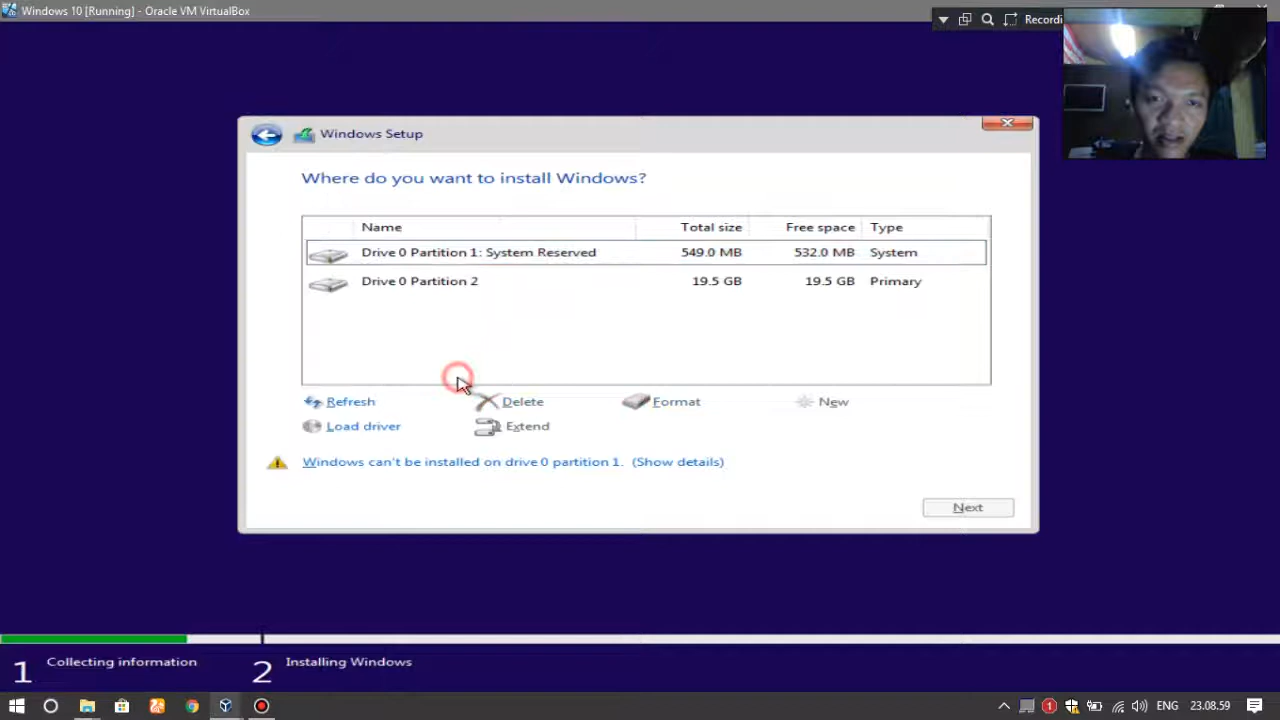 Windows 10 [Running] - Oracle VM VirtualBox
Recordi
Windows Setup
Where do you want to install Windows?
Name Total size Free space Type
Drive 0 Partition 1: System Reserved 549.0 MB 532.0 MB System
Drive 0 Partition 2 19.5 GB 19.5 GB Primary
Refresh Delete Format New
Load driver Extend
Windows can't be installed on drive 0 partition 1. (Show details)
Next
1 Collecting information 2 Installing Windows
1 ENG 23.08.59